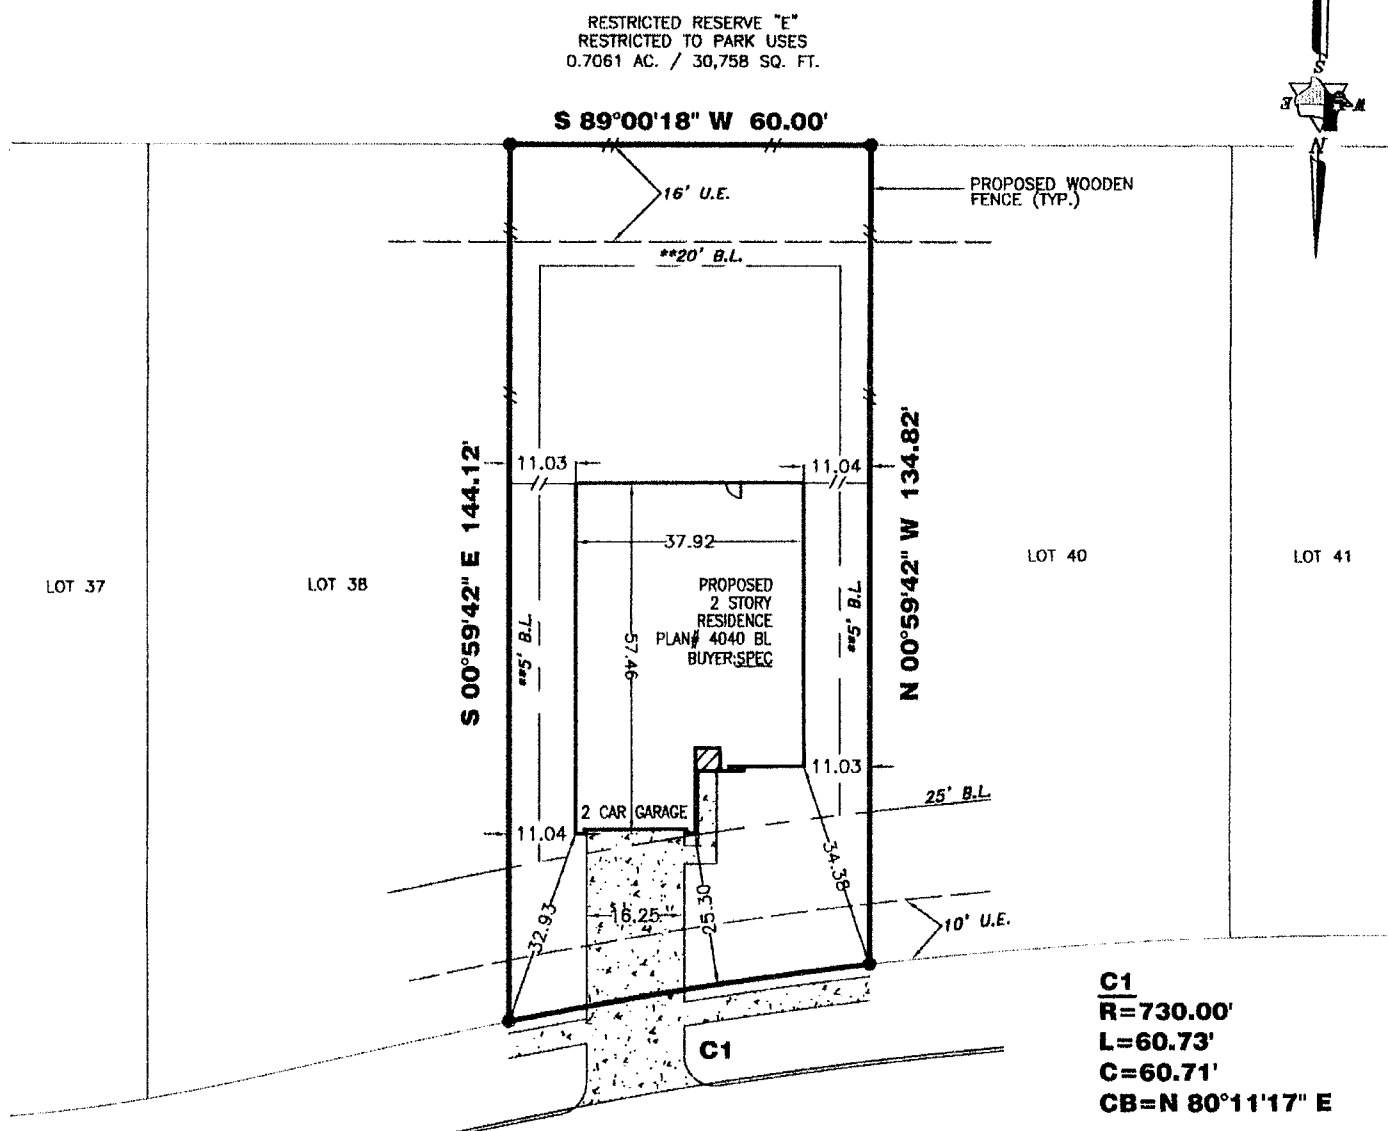 RESTRICTED RESERVE "E"
RESTRICTED TO PARK USES
0.7061 AC. / 30,758 SQ. FT.
S
E
W
N
S 89°00'18" W 60.00'
16' U.E.
PROPOSED WOODEN
FENCE (TYP.)
**20' B.L.
S 00°59'42" E 144.12'
N 00°59'42" W 134.82'
11.03
11.04
37.92
57.46
LOT 37
LOT 38
LOT 40
LOT 41
PROPOSED
2 STORY
RESIDENCE
PLAN# 4040 BL
BUYER:SPEC
**5' B.L.
**5' B.L.
11.03
25' B.L.
2 CAR GARAGE
11.04
32.93
16.25
25.30
34.38
10' U.E.
C1
C1
R=730.00'
L=60.73'
C=60.71'
CB=N 80°11'17" E